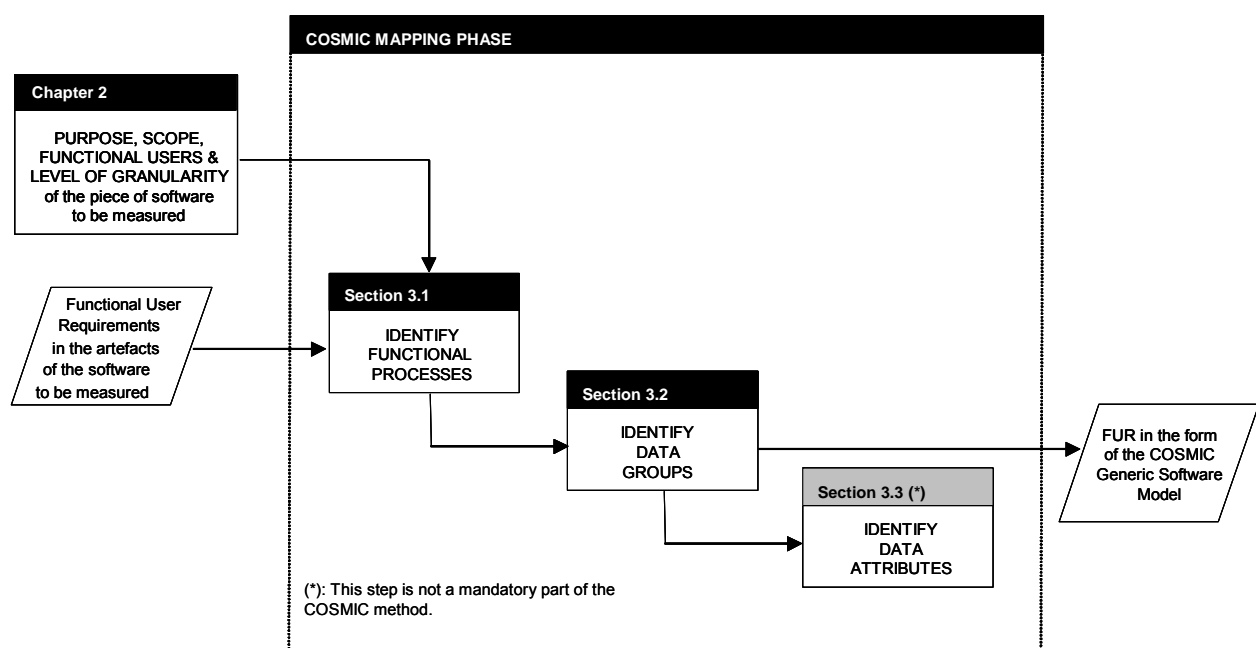 COSMIC MAPPING PHASE
Chapter 2
PURPOSE, SCOPE,
FUNCTIONAL USERS &
LEVEL OF GRANULARITY
of the piece of software
to be measured
Functional User
Requirements
in the artefacts
of the software
to be measured
Section 3.1
IDENTIFY
FUNCTIONAL
PROCESSES
Section 3.2
IDENTIFY
DATA
GROUPS
Section 3.3 (*)
IDENTIFY
DATA
ATTRIBUTES
FUR in the form
of the COSMIC
Generic Software
Model
(*): This step is not a mandatory part of the
COSMIC method.